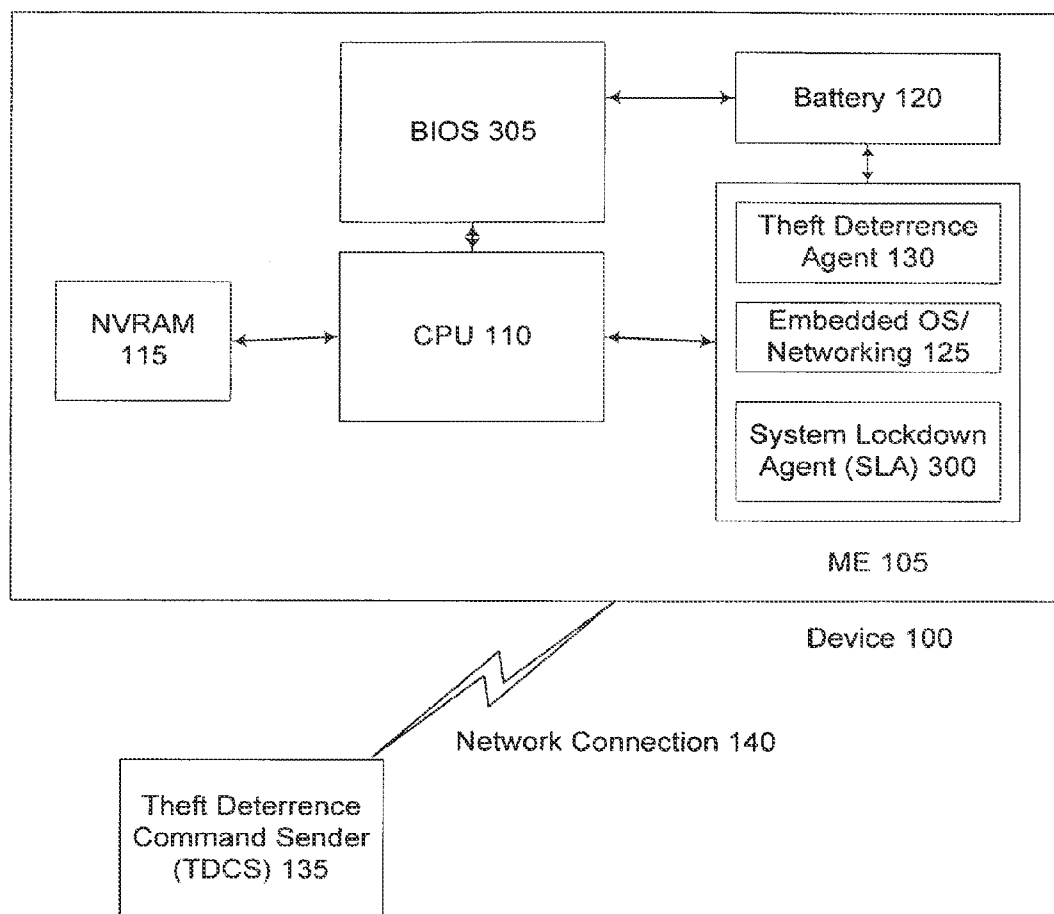 BIOS 305
Battery 120
Theft Deterrence
Agent 130
NVRAM
115
CPU 110
Embedded OS/
Networking 125
System Lockdown
Agent (SLA) 300
ME 105
Device 100
Network Connection 140
Theft Deterrence
Command Sender
(TDCS) 135